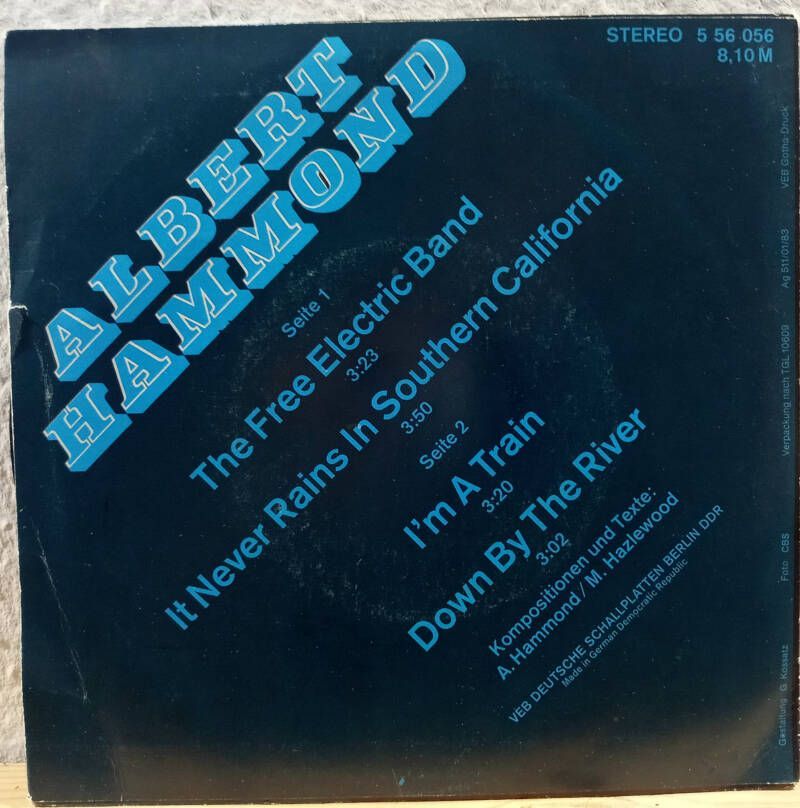 STEREO 5 56 056
8,10 M
ALBERT
HAMMOND
Seite 1
The Free Electric Band
3:23
It Never Rains In Southern California
3:50
Seite 2
I'm A Train
3:20
Down By The River
3:02
Kompositionen und Texte:
A. Hammond / M. Hazlewood
VEB DEUTSCHE SCHALLPLATTEN BERLIN DDR
Made in German Democratic Republic
Gestaltung G. Kossatz Foto CBS Verpackung nach TGL 10609 Ag 511/01/83 VEB Gotha-Druck